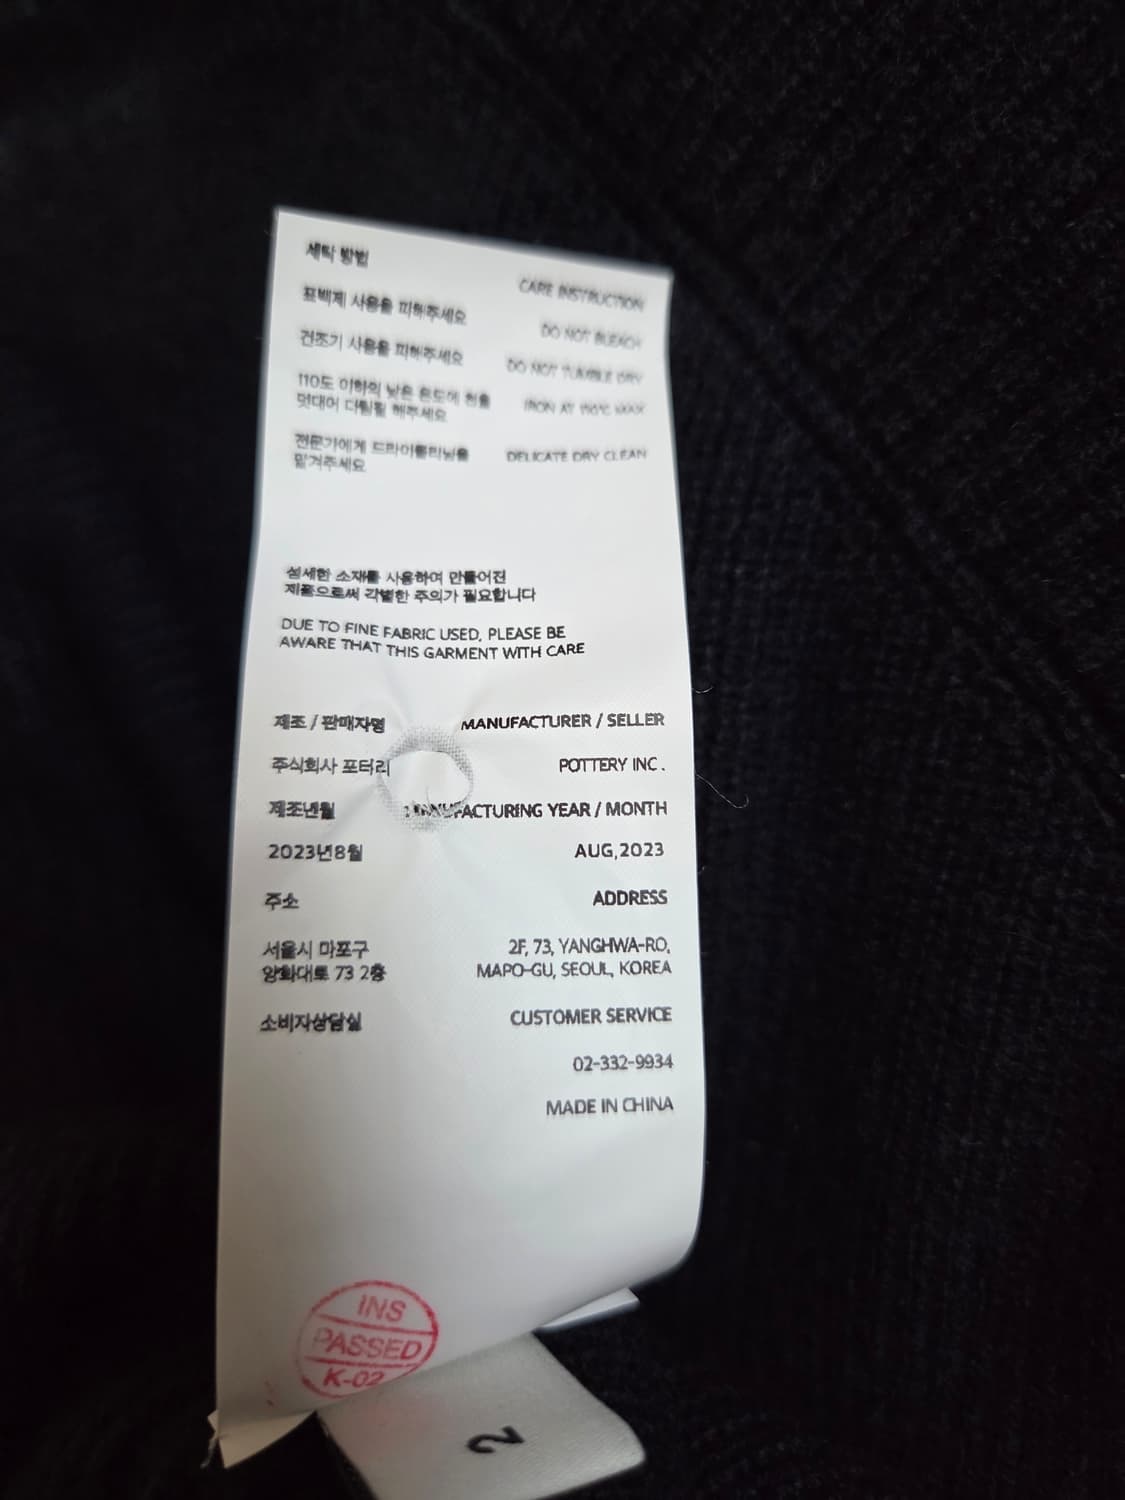 세탁 방법
CARE INSTRUCTION
표백제 사용을 피해주세요
DO NOT BLEACH
건조기 사용을 피해주세요
DO NOT TUMBLE DRY
110도 이하의 낮은 온도에 천을
덧대어 다림질 해주세요
IRON AT 110°C MAX
전문가에게 드라이클리닝을
맡겨주세요
DELICATE DRY CLEAN
섬세한 소재를 사용하여 만들어진
제품으로써 각별한 주의가 필요합니다
DUE TO FINE FABRIC USED, PLEASE BE
AWARE THAT THIS GARMENT WITH CARE
제조 / 판매자명
MANUFACTURER / SELLER
주식회사 포터리
POTTERY INC.
제조년월
MANUFACTURING YEAR / MONTH
2023년8월
AUG,2023
주소
ADDRESS
서울시 마포구
양화대로 73 2층
2F, 73, YANGHWA-RO,
MAPO-GU, SEOUL, KOREA
소비자상담실
CUSTOMER SERVICE
02-332-9934
MADE IN CHINA
INS
PASSED
K-02
2